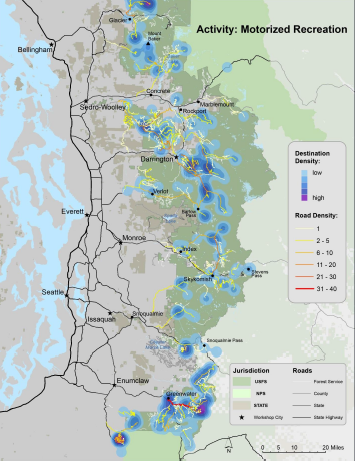 Activity: Motorized Recreation
Glacier
Mount
Baker
Bellingham
Concrete
Sedro-Woolley
Marblemount
Rockport
Darrington
Verlot
Barlow
Pass
Everett
Monroe
Index
Skykomish
Stevens
Pass
Seattle
Snoqualmie
Issaquah
Snoqualmie Pass
Enumclaw
Greenwater
Destination
Density:
low
high
Road Density:
1
2 - 5
6 - 10
11 - 20
21 - 30
31 - 40
Jurisdiction
Roads
USFS
Forest Service
NPS
County
STATE
State
Workshop City
State Highway
N
0 5 10 20 Miles